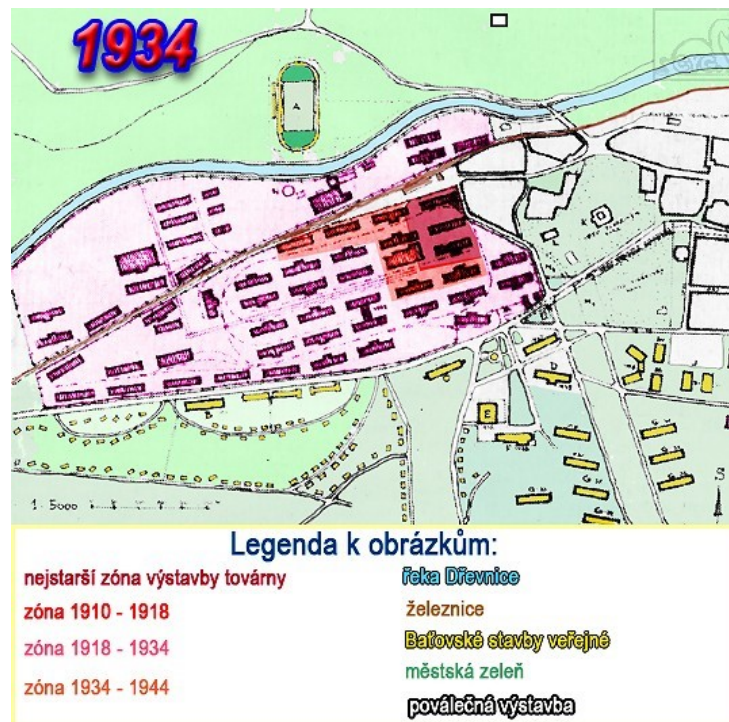 1934
A
K
D
B
E
S
1 : 5000
Legenda k obrázkům:
nejstarší zóna výstavby továrny
zóna 1910 - 1918
zóna 1918 - 1934
zóna 1934 - 1944
řeka Dřevnice
železnice
Baťovské stavby veřejné
městská zeleň
poválečná výstavba